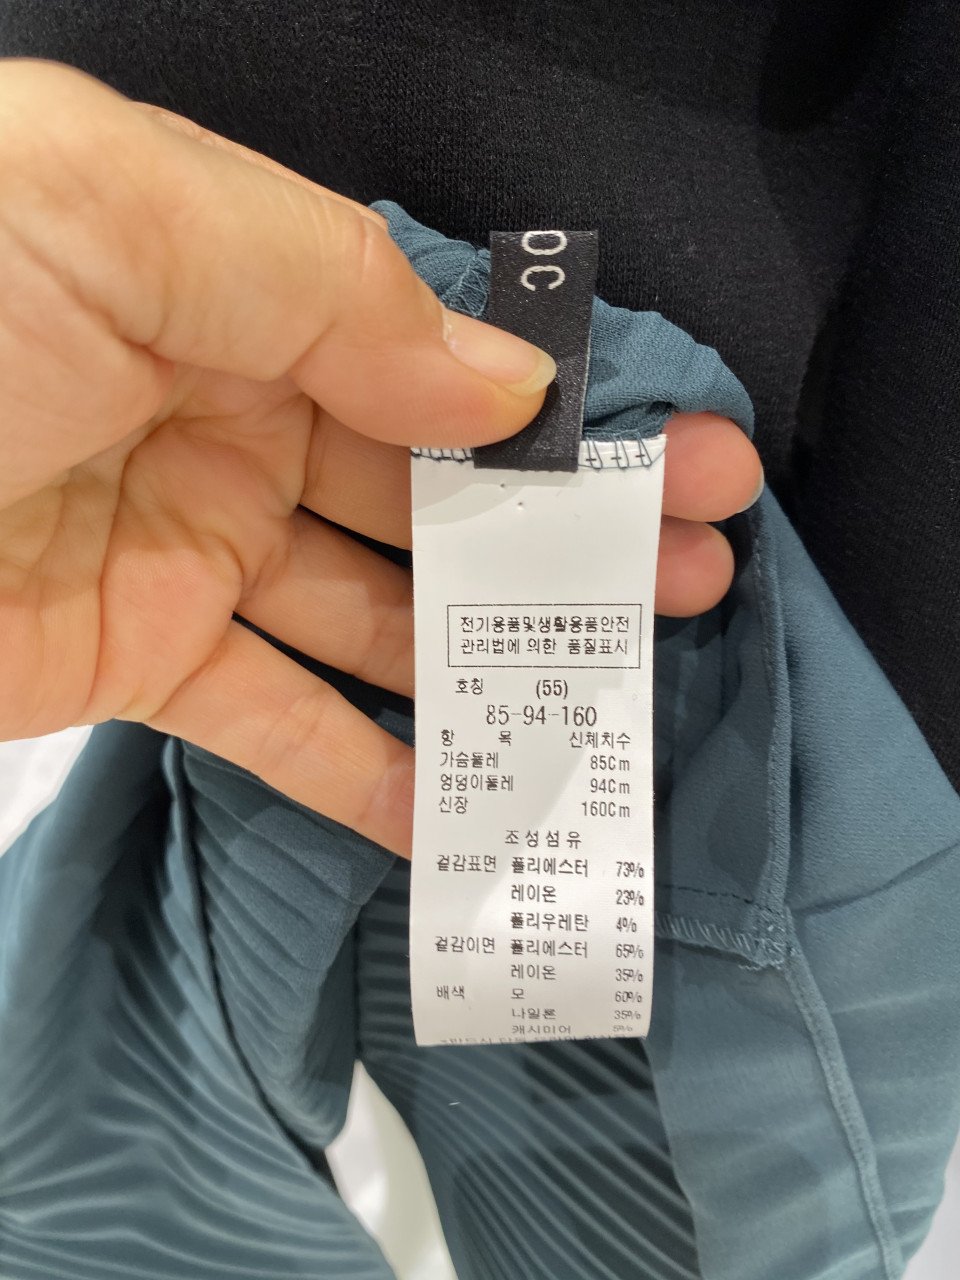 OC
전기용품및생활용품안전
관리법에 의한 품질표시
호칭 (55)
85-94-160
항 목 신체치수
가슴둘레 85Cm
엉덩이둘레 94Cm
신장 160Cm
조성섬유
겉감표면 폴리에스터 73%
레이온 23%
폴리우레탄 4%
겉감이면 폴리에스터 65%
레이온 35%
배색 모 60%
나일론 35%
캐시미어 5%